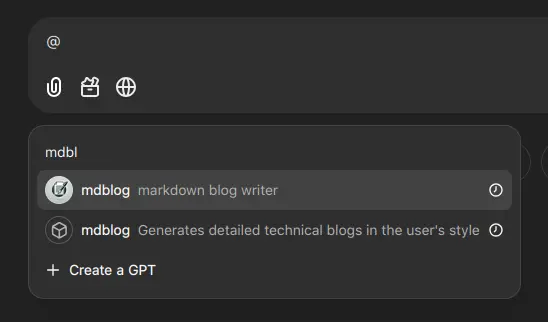 @
mdbl
mdblog markdown blog writer
mdblog Generates detailed technical blogs in the user's style
+ Create a GPT